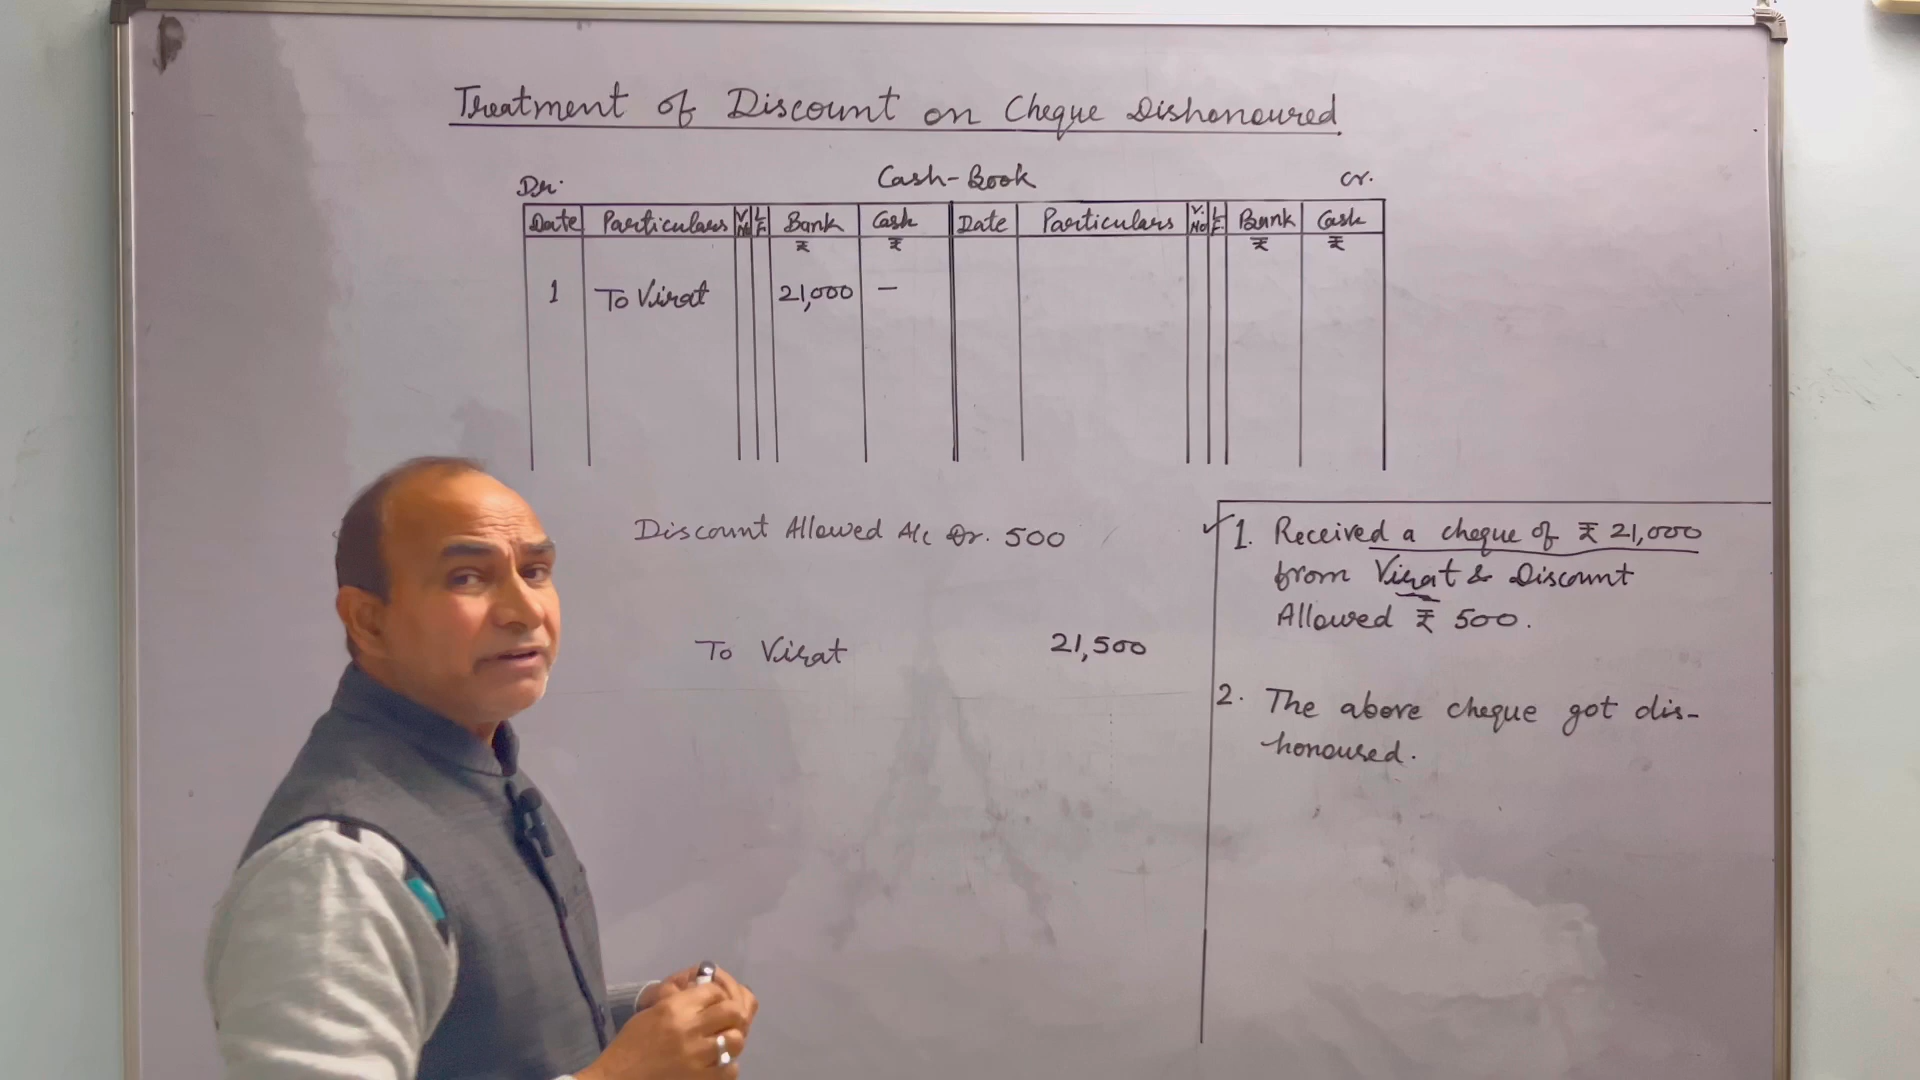 Treatment of Discount on Cheque Dishonoured.
Dr. Cash-Book Cr.
Date Particulars V. No L. F. Bank Cash Date Particulars V. No L. F. Bank Cash
₹ ₹ ₹ ₹
1 To Virat 21,000 —
Discount Allowed A/c Dr. 500
To Virat 21,500
✓ 1. Received a cheque of ₹ 21,000
from Virat & Discount
Allowed ₹ 500.
2. The above cheque got dis-
honoured.